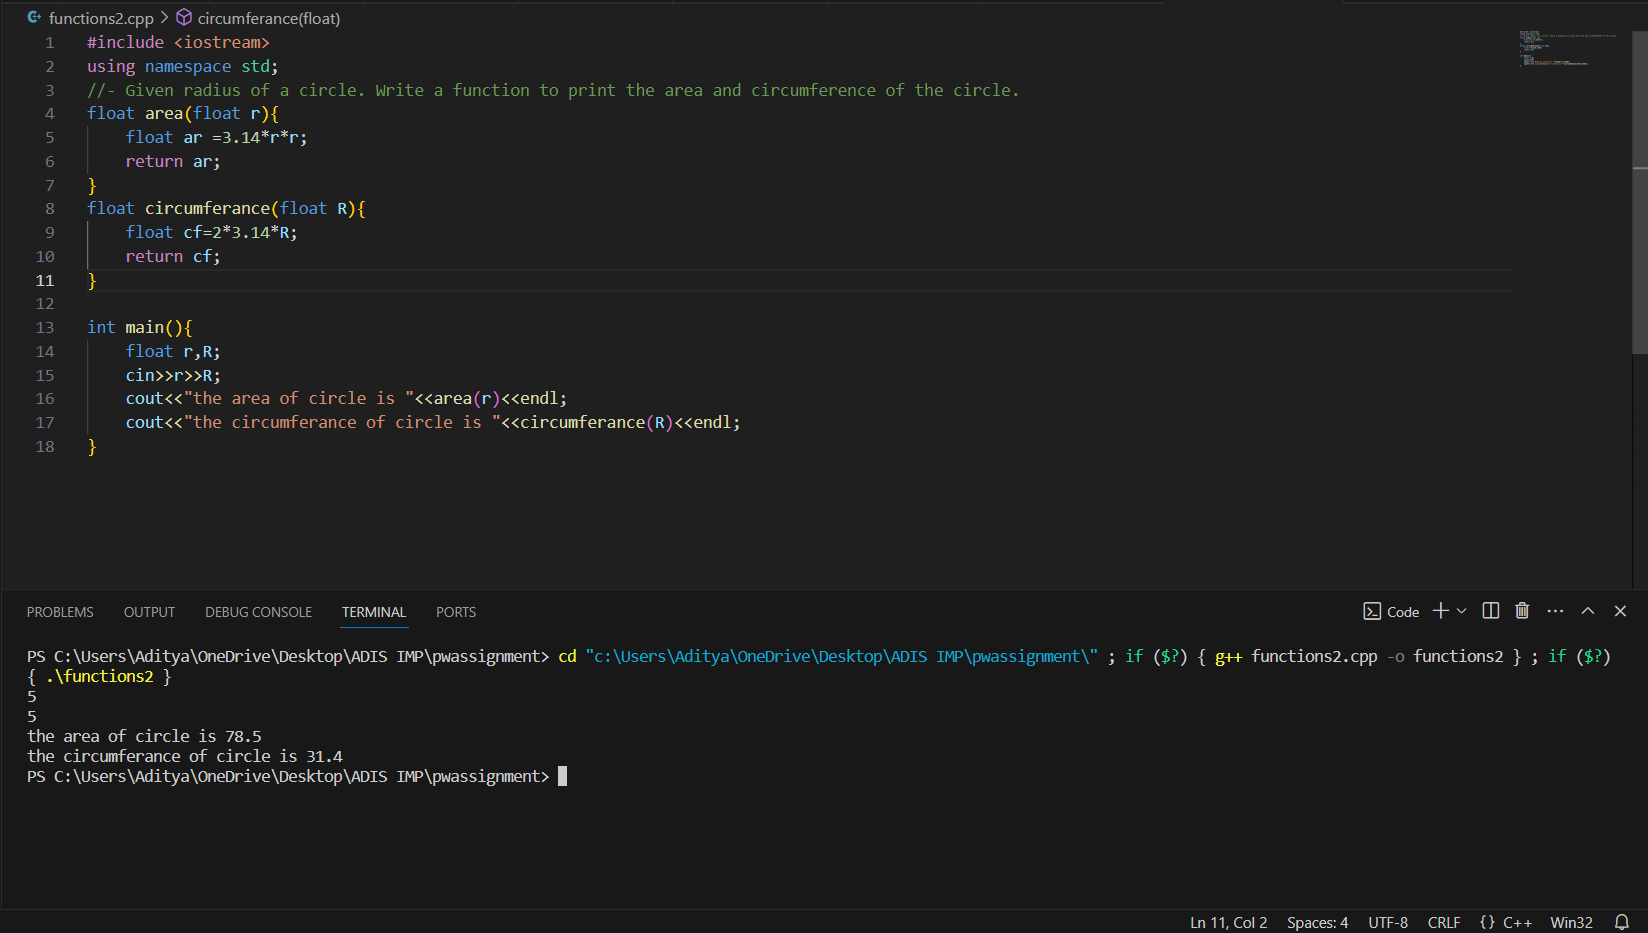 functions2.cpp > circumferance(float)
1 #include <iostream>
2 using namespace std;
3 //- Given radius of a circle. Write a function to print the area and circumference of the circle.
4 float area(float r){
5     float ar =3.14*r*r;
6     return ar;
7 }
8 float circumferance(float R){
9     float cf=2*3.14*R;
10     return cf;
11 }
12
13 int main(){
14     float r,R;
15     cin>>r>>R;
16     cout<<"the area of circle is "<<area(r)<<endl;
17     cout<<"the circumferance of circle is "<<circumferance(R)<<endl;
18 }
PROBLEMS OUTPUT DEBUG CONSOLE TERMINAL PORTS Code
PS C:\Users\Aditya\OneDrive\Desktop\ADIS IMP\pwassignment> cd "c:\Users\Aditya\OneDrive\Desktop\ADIS IMP\pwassignment\" ; if ($?) { g++ functions2.cpp -o functions2 } ; if ($?)
{ .\functions2 }
5
5
the area of circle is 78.5
the circumferance of circle is 31.4
PS C:\Users\Aditya\OneDrive\Desktop\ADIS IMP\pwassignment>
Ln 11, Col 2 Spaces: 4 UTF-8 CRLF {} C++ Win32